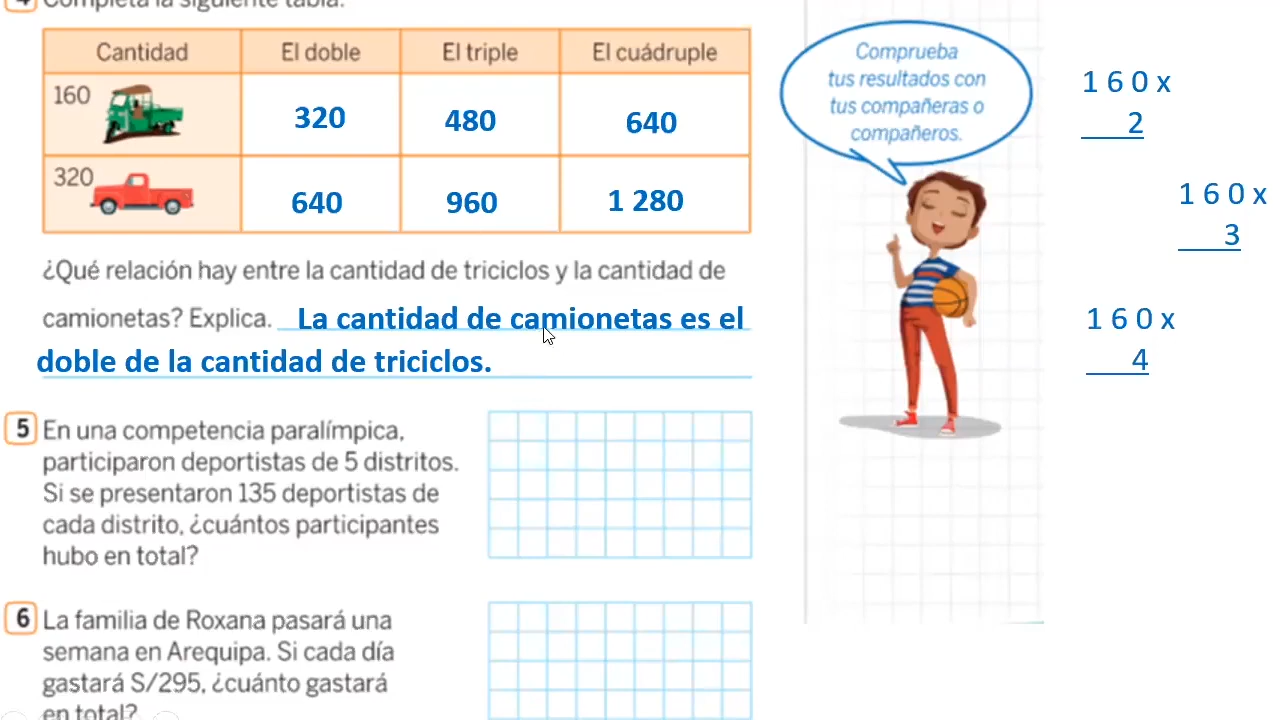 4 Completa la siguiente tabla.
Cantidad El doble El triple El cuádruple
160 320 480 640
320 640 960 1 280
¿Qué relación hay entre la cantidad de triciclos y la cantidad de
camionetas? Explica. La cantidad de camionetas es el
doble de la cantidad de triciclos.
5 En una competencia paralímpica,
participaron deportistas de 5 distritos.
Si se presentaron 135 deportistas de
cada distrito, ¿cuántos participantes
hubo en total?
6 La familia de Roxana pasará una
semana en Arequipa. Si cada día
gastará S/295, ¿cuánto gastará
en total?
Comprueba
tus resultados con
tus compañeras o
compañeros.
1 6 0 x
2
1 6 0 x
3
1 6 0 x
4